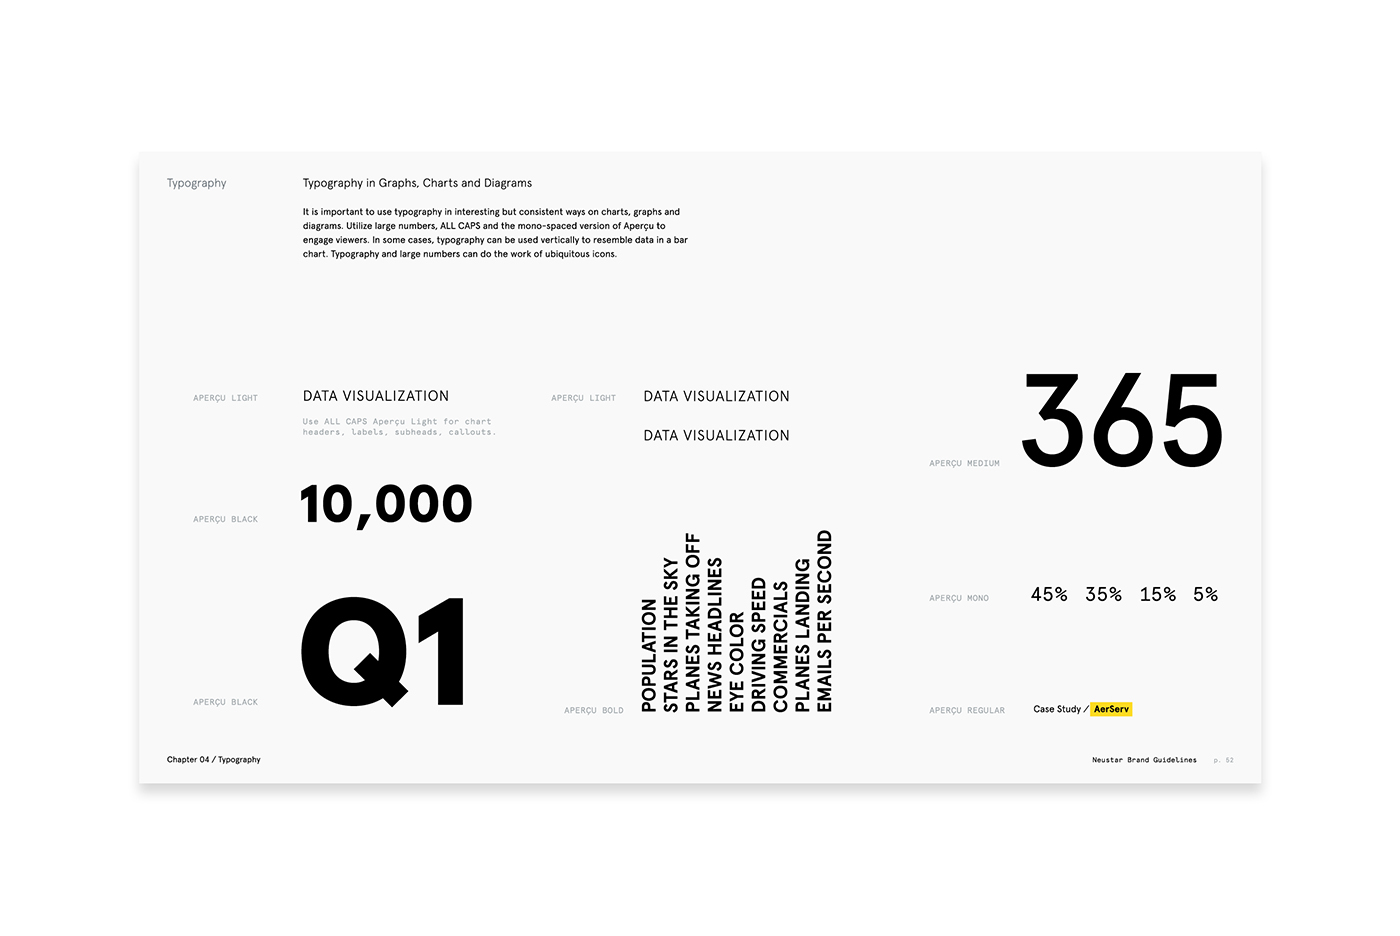 Typography
Typography in Graphs, Charts and Diagrams
It is important to use typography in interesting but consistent ways on charts, graphs and
diagrams. Utilize large numbers, ALL CAPS and the mono-spaced version of Aperçu to
engage viewers. In some cases, typography can be used vertically to resemble data in a bar
chart. Typography and large numbers can do the work of ubiquitous icons.
APERÇU LIGHT
DATA VISUALIZATION
Use ALL CAPS Aperçu Light for chart
headers, labels, subheads, callouts.
APERÇU BLACK
10,000
APERÇU BLACK
Q1
APERÇU LIGHT
DATA VISUALIZATION
DATA VISUALIZATION
APERÇU BOLD
POPULATION
STARS IN THE SKY
PLANES TAKING OFF
NEWS HEADLINES
EYE COLOR
DRIVING SPEED
COMMERCIALS
PLANES LANDING
EMAILS PER SECOND
APERÇU MEDIUM
365
APERÇU MONO
45% 35% 15% 5%
APERÇU REGULAR
Case Study / AerServ
Chapter 04 / Typography
Neustar Brand Guidelines p. 52